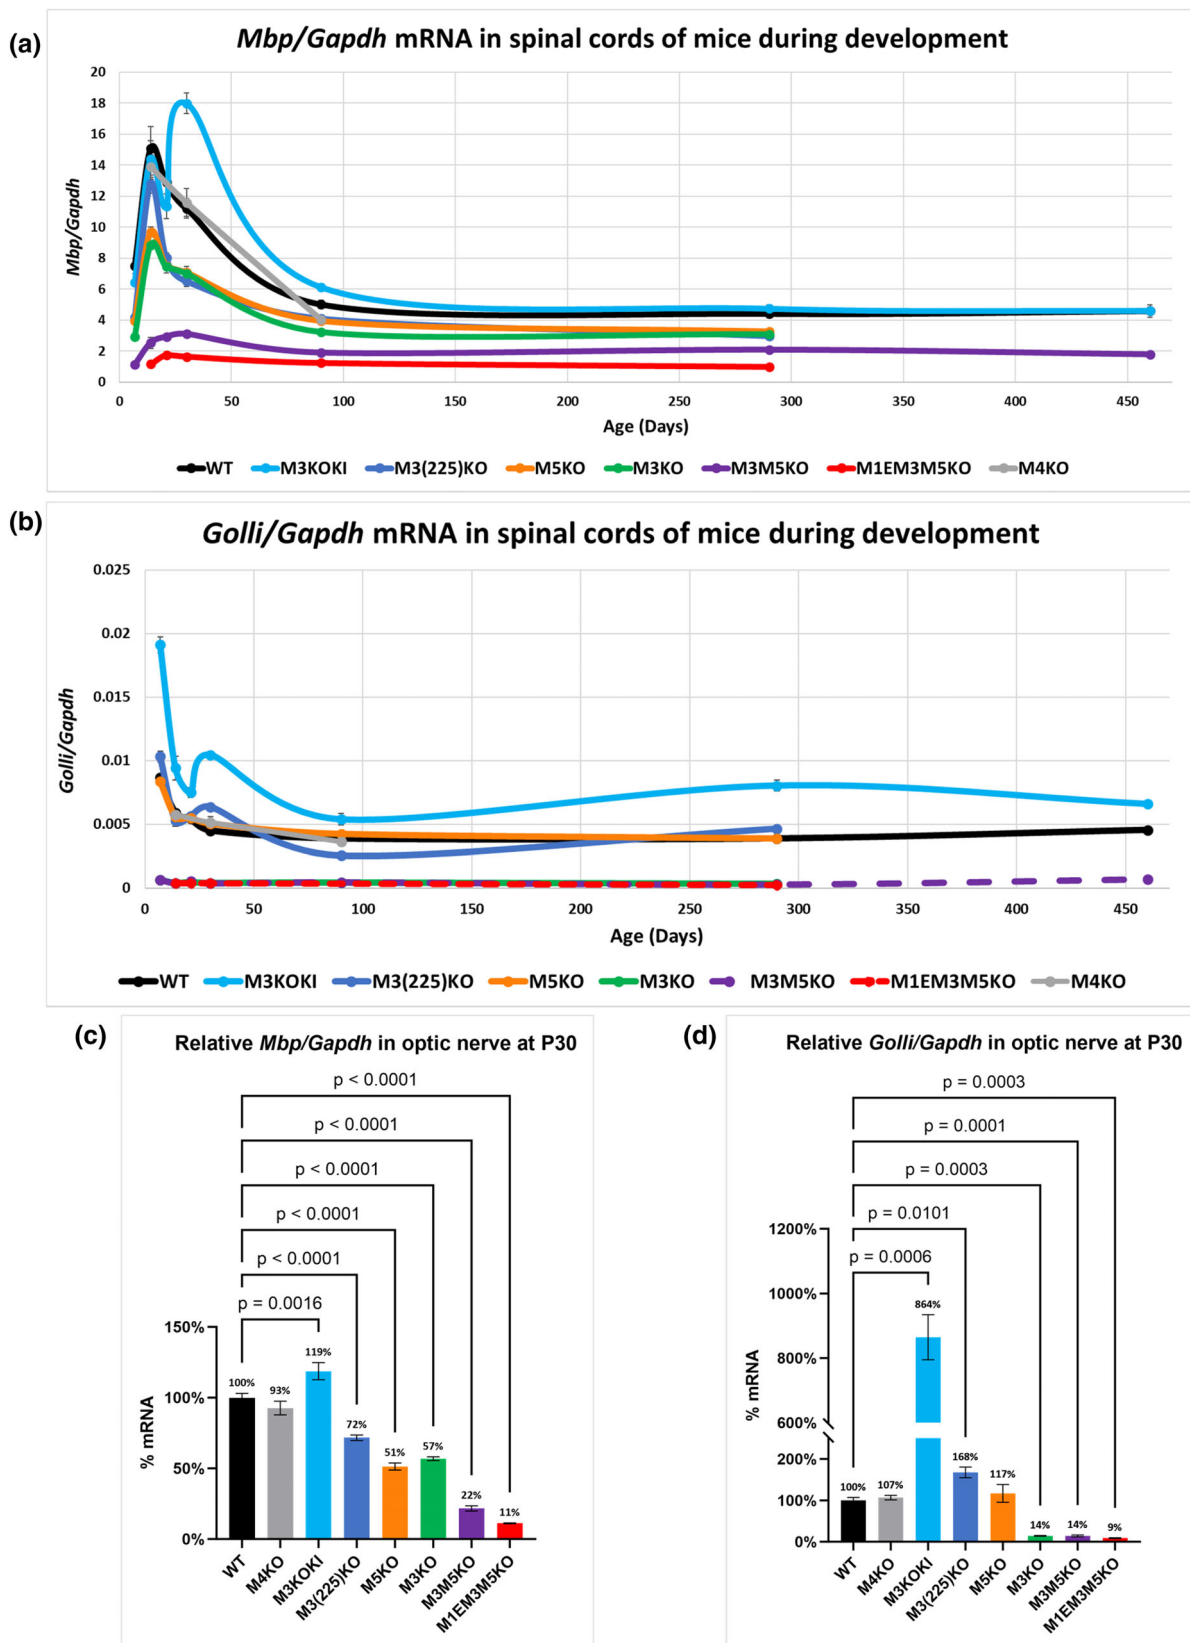 (a)
Mbp/Gapdh mRNA in spinal cords of mice during development
20
18
16
14
12
10
8
6
4
2
0
Mbp/Gapdh
0 50 100 150 200 250 300 350 400 450
Age (Days)
WT M3KOKI M3(225)KO M5KO M3KO M3M5KO M1EM3M5KO M4KO
(b)
Golli/Gapdh mRNA in spinal cords of mice during development
0.025
0.02
0.015
0.01
0.005
0
Golli/Gapdh
0 50 100 150 200 250 300 350 400 450
Age (Days)
WT M3KOKI M3(225)KO M5KO M3KO M3M5KO M1EM3M5KO M4KO
(c)
Relative Mbp/Gapdh in optic nerve at P30
p < 0.0001
p < 0.0001
p < 0.0001
p < 0.0001
p < 0.0001
p = 0.0016
150%
100%
50%
0%
% mRNA
100% 93% 119% 72% 51% 57% 22% 11%
WT M4KO M3KOKI M3(225)KO M5KO M3KO M3M5KO M1EM3M5KO
(d)
Relative Golli/Gapdh in optic nerve at P30
p = 0.0003
p = 0.0001
p = 0.0003
p = 0.0101
p = 0.0006
1200%
1000%
800%
600%
200%
100%
0%
% mRNA
100% 107% 864% 168% 117% 14% 14% 9%
WT M4KO M3KOKI M3(225)KO M5KO M3KO M3M5KO M1EM3M5KO